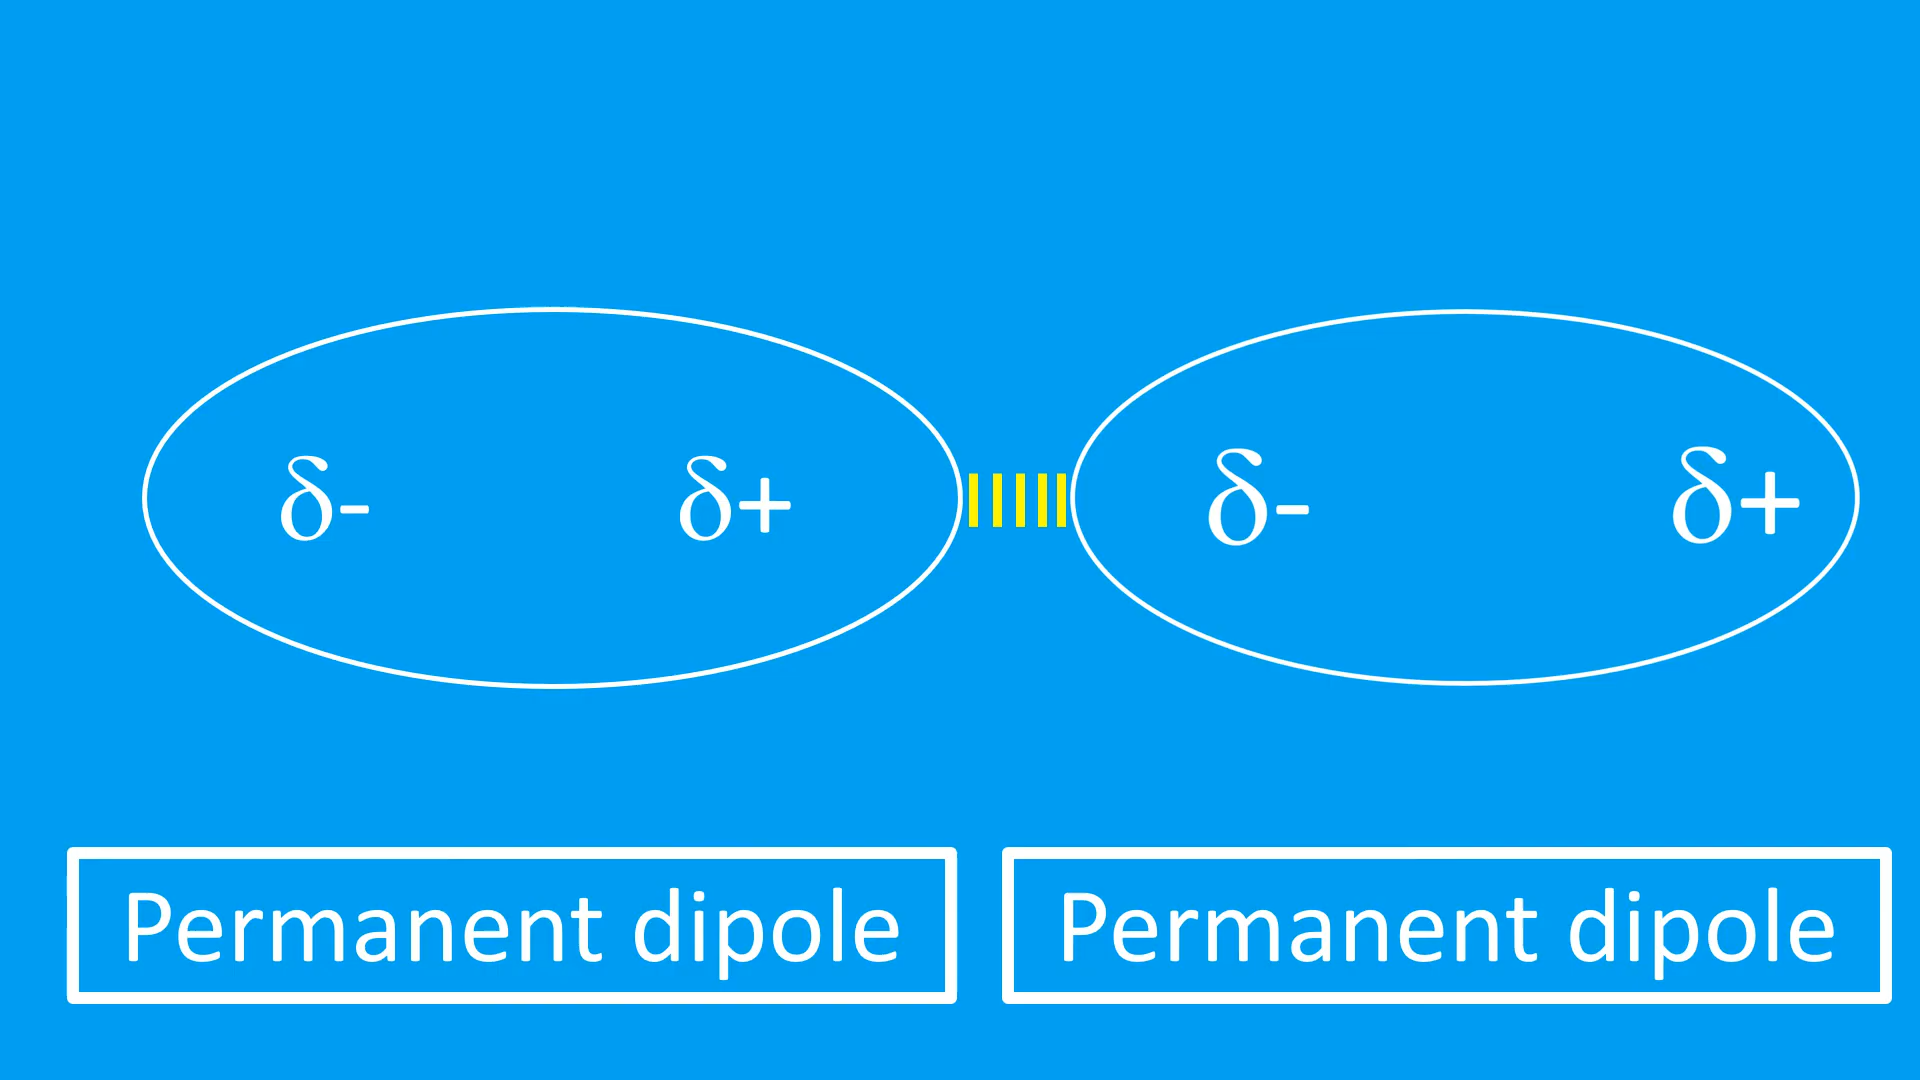 δ- δ+ δ- δ+
Permanent dipole Permanent dipole